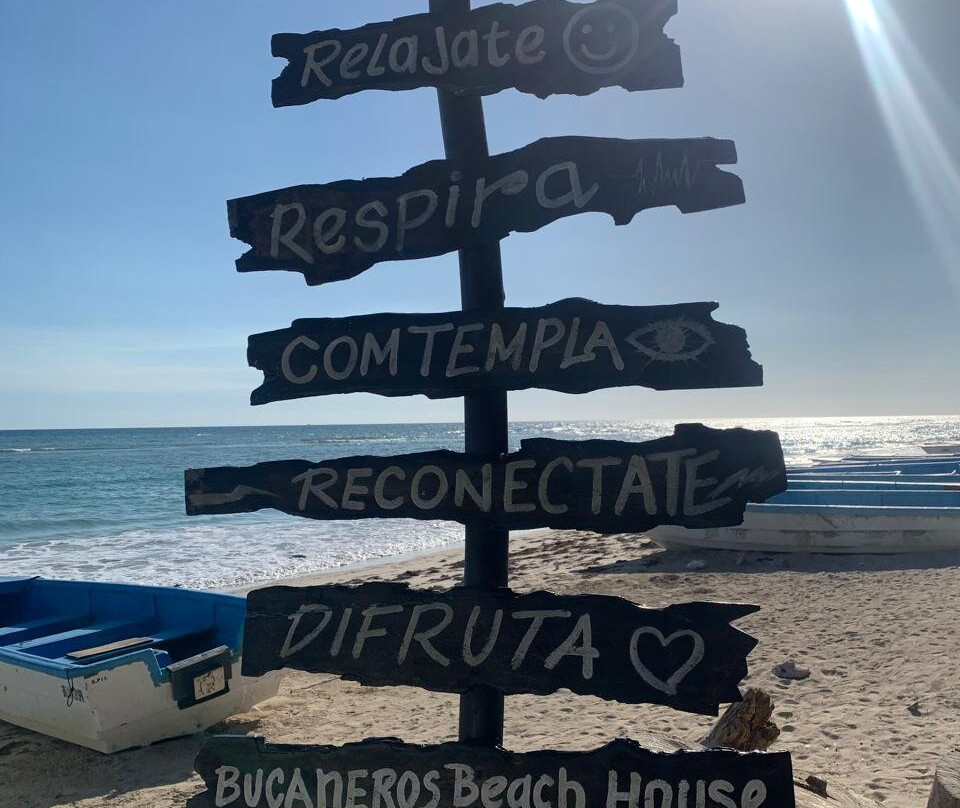 Relajate
Respira
COMTEMPLA
RECONECTATE
DIFRUTA
BUCANEROS Beach House